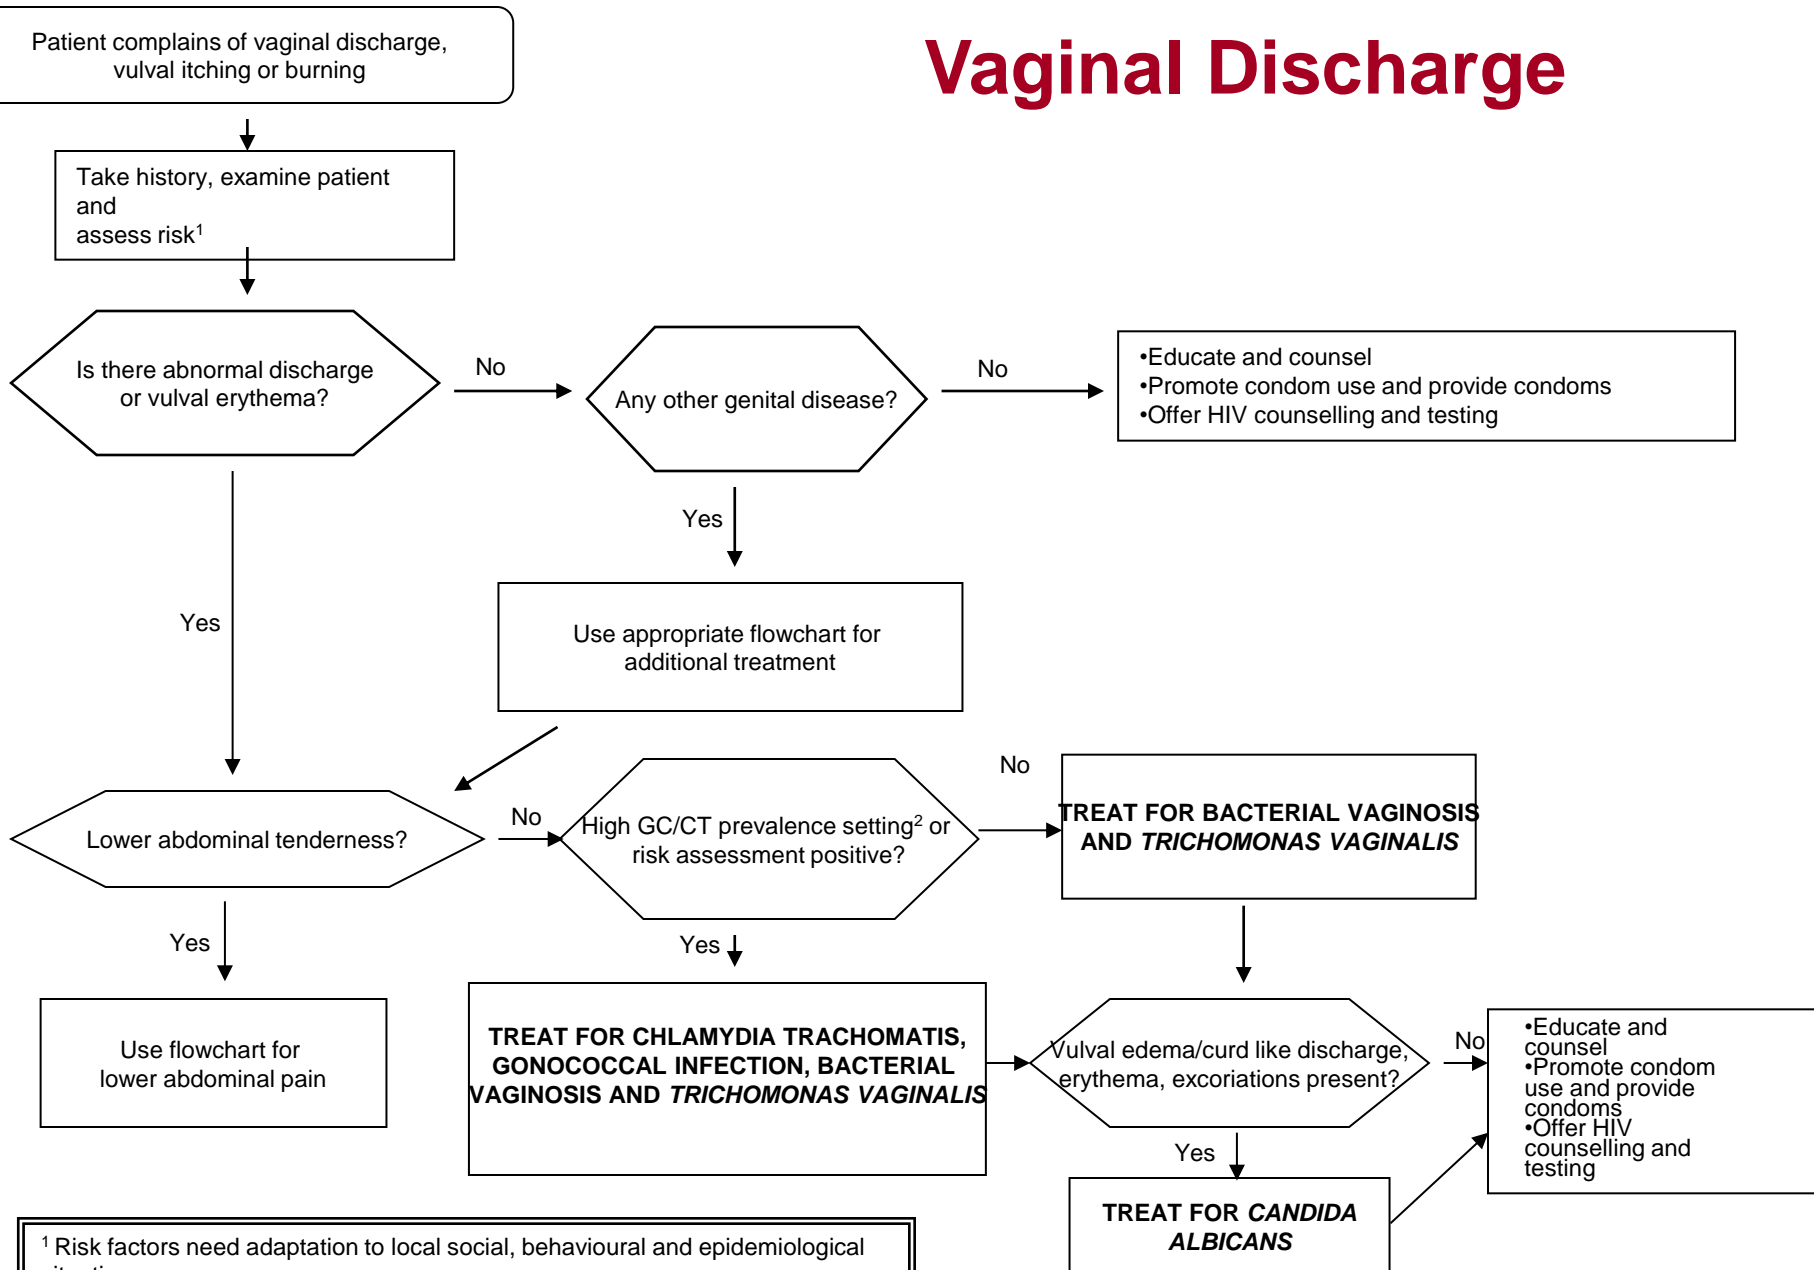 Vaginal Discharge
Patient complains of vaginal discharge,
vulval itching or burning
Take history, examine patient
and
assess risk¹
Is there abnormal discharge
or vulval erythema?
No
Any other genital disease?
No
•Educate and counsel
•Promote condom use and provide condoms
•Offer HIV counselling and testing
Yes
Yes
Use appropriate flowchart for
additional treatment
Lower abdominal tenderness?
No
High GC/CT prevalence setting² or
risk assessment positive?
No
TREAT FOR BACTERIAL VAGINOSIS
AND TRICHOMONAS VAGINALIS
Yes
Yes
Use flowchart for
lower abdominal pain
TREAT FOR CHLAMYDIA TRACHOMATIS,
GONOCOCCAL INFECTION, BACTERIAL
VAGINOSIS AND TRICHOMONAS VAGINALIS
Vulval edema/curd like discharge,
erythema, excoriations present?
No
•Educate and
counsel
•Promote condom
use and provide
condoms
•Offer HIV
counselling and
testing
Yes
TREAT FOR CANDIDA
ALBICANS
¹ Risk factors need adaptation to local social, behavioural and epidemiological